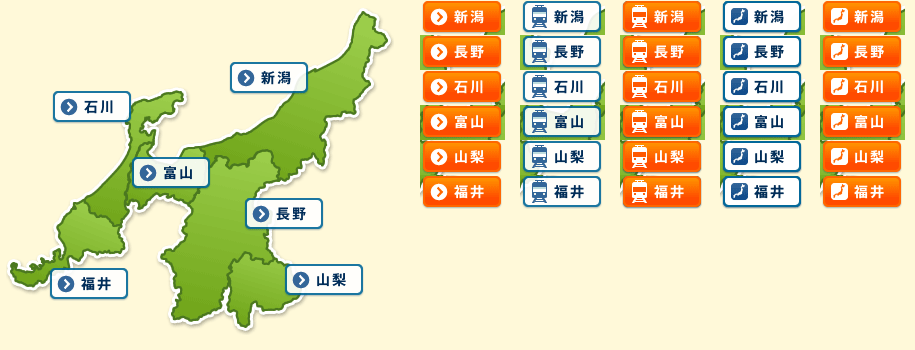 新潟
石川
富山
長野
山梨
福井
新潟 新潟 新潟 新潟 新潟
長野 長野 長野 長野 長野
石川 石川 石川 石川 石川
富山 富山 富山 富山 富山
山梨 山梨 山梨 山梨 山梨
福井 福井 福井 福井 福井